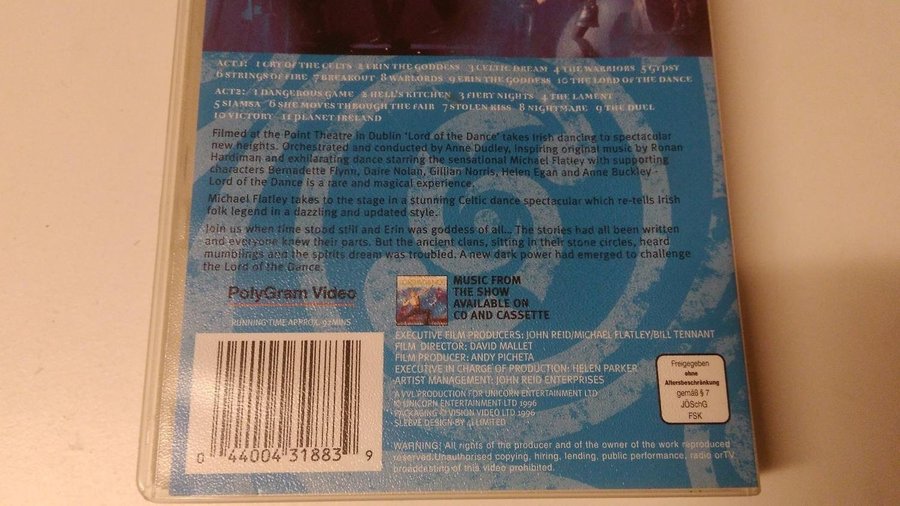 ACT 1: 1 CRY OF THE CELTS 2 ERIN THE GODDESS 3 CELTIC DREAM 4 THE WARRIORS 5 GYPSY
6 STRINGS OF FIRE 7 BREAKOUT 8 WARLORDS 9 ERIN THE GODDESS 10 THE LORD OF THE DANCE
ACT2: 1 DANGEROUS GAME 2 HELL'S KITCHEN 3 FIERY NIGHTS 4 THE LAMENT
5 SIAMSA 6 SHE MOVES THROUGH THE FAIR 7 STOLEN KISS 8 NIGHTMARE 9 THE DUEL
10 VICTORY 11 PLANET IRELAND
Filmed at the Point Theatre in Dublin 'Lord of the Dance' takes Irish dancing to spectacular
new heights. Orchestrated and conducted by Anne Dudley, inspiring original music by Ronan
Hardiman and exhilarating dance starring the sensational Michael Flatley with supporting
characters Bernadette Flynn, Daire Nolan, Gillian Norris, Helen Egan and Anne Buckley -
Lord of the Dance is a rare and magical experience.
Michael Flatley takes to the stage in a stunning Celtic dance spectacular which re-tells Irish
folk legend in a dazzling and updated style.
Join us when time stood still and Erin was goddess of all... The stories had all been written
and everyone knew their parts. But the ancient clans, sitting in their stone circles, heard
mumblings and the spirits dream was troubled. A new dark power had emerged to challenge
the Lord of the Dance.
PolyGram Video
RUNNING TIME APPROX. 92MINS
MUSIC FROM
THE SHOW
AVAILABLE ON
CD AND CASSETTE
EXECUTIVE FILM PRODUCERS: JOHN REID/MICHAEL FLATLEY/BILL TENNANT
FILM DIRECTOR: DAVID MALLET
FILM PRODUCER: ANDY PICHETA
EXECUTIVE IN CHARGE OF PRODUCTION: HELEN PARKER
ARTIST MANAGEMENT: JOHN REID ENTERPRISES
A VVL PRODUCTION FOR UNICORN ENTERTAINMENT LTD
© UNICORN ENTERTAINMENT LTD 1996
PACKAGING © VISION VIDEO LTD 1996
SLEEVE DESIGN BY 4 LIMITED
Freigegeben
ohne
Altersbeschränkung
gemäß § 7
JÖSchG
FSK
WARNING! All rights of the producer and of the owner of the work reproduced
reserved.Unauthorised copying, hiring, lending, public performance, radio orTV
broadcasting of this video prohibited.
0 44004 31883 9